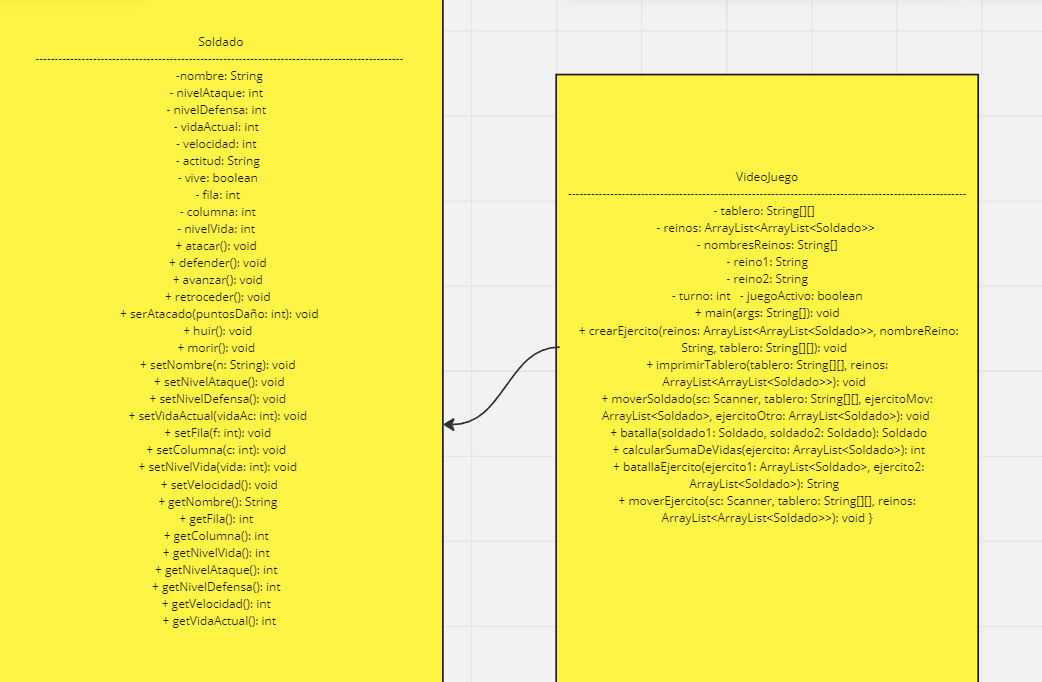 Soldado
-nombre: String
- nivelAtaque: int
- nivelDefensa: int
- vidaActual: int
- velocidad: int
- actitud: String
- vive: boolean
- fila: int
- columna: int
- nivelVida: int
+ atacar(): void
+ defender(): void
+ avanzar(): void
+ retroceder(): void
+ serAtacado(puntosDaño: int): void
+ huir(): void
+ morir(): void
+ setNombre(n: String): void
+ setNivelAtaque(): void
+ setNivelDefensa(): void
+ setVidaActual(vidaAc: int): void
+ setFila(f: int): void
+ setColumna(c: int): void
+ setNivelVida(vida: int): void
+ setVelocidad(): void
+ getNombre(): String
+ getFila(): int
+ getColumna(): int
+ getNivelVida(): int
+ getNivelAtaque(): int
+ getNivelDefensa(): int
+ getVelocidad(): int
+ getVidaActual(): int
VideoJuego
- tablero: String[][]
- reinos: ArrayList<ArrayList<Soldado>>
- nombresReinos: String[]
- reino1: String
- reino2: String
- turno: int - juegoActivo: boolean
+ main(args: String[]): void
+ crearEjercito(reinos: ArrayList<ArrayList<Soldado>>, nombreReino:
String, tablero: String[][]): void
+ imprimirTablero(tablero: String[][], reinos:
ArrayList<ArrayList<Soldado>>): void
+ moverSoldado(sc: Scanner, tablero: String[][], ejercitoMov:
ArrayList<Soldado>, ejercitoOtro: ArrayList<Soldado>): void
+ batalla(soldado1: Soldado, soldado2: Soldado): Soldado
+ calcularSumaDeVidas(ejercito: ArrayList<Soldado>): int
+ batallaEjercito(ejercito1: ArrayList<Soldado>, ejercito2:
ArrayList<Soldado>): String
+ moverEjercito(sc: Scanner, tablero: String[][], reinos:
ArrayList<ArrayList<Soldado>>): void }